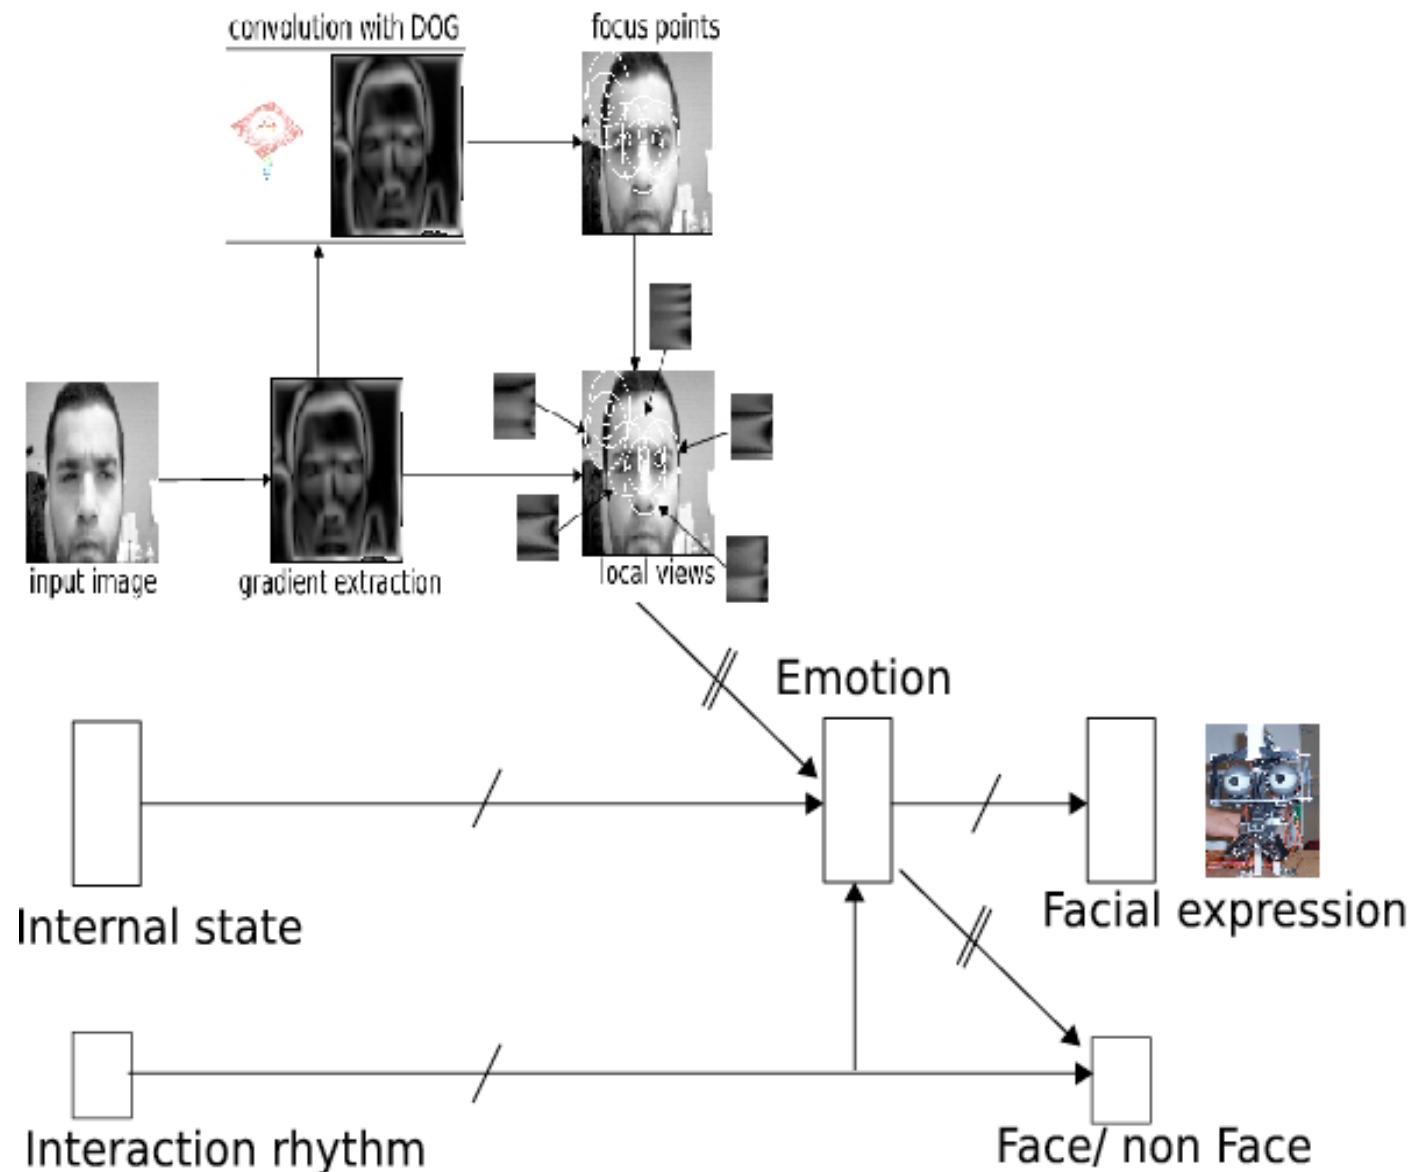 convolution with DOG
focus points
input image
gradient extraction
local views
Emotion
Internal state
Facial expression
Interaction rhythm
Face/ non Face